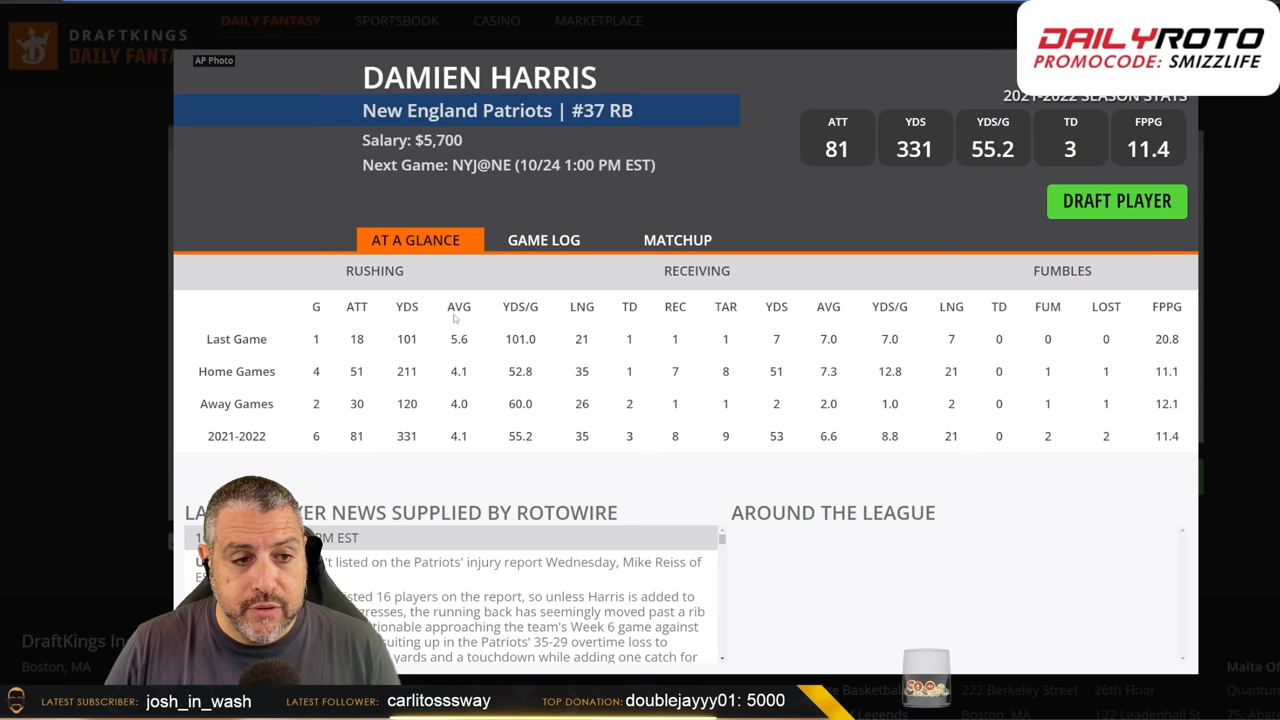 DRAFTKINGS
DAILY FANTASY
SPORTSBOOK
CASINO
MARKETPLACE
DAILY FANTA
DAILYROTO
PROMOCODE: SMIZZLIFE
AP Photo
DAMIEN HARRIS
New England Patriots | #37 RB
Salary: $5,700
Next Game: NYJ@NE (10/24 1:00 PM EST)
2021-2022 SEASON STATS
ATT YDS YDS/G TD FPPG
81 331 55.2 3 11.4
DRAFT PLAYER
AT A GLANCE GAME LOG MATCHUP
RUSHING RECEIVING FUMBLES
G ATT YDS AVG YDS/G LNG TD REC TAR YDS AVG YDS/G LNG TD FUM LOST FPPG
Last Game 1 18 101 5.6 101.0 21 1 1 1 7 7.0 7.0 7 0 0 0 20.8
Home Games 4 51 211 4.1 52.8 35 1 7 8 51 7.3 12.8 21 0 1 1 11.1
Away Games 2 30 120 4.0 60.0 26 2 1 1 2 2.0 1.0 2 0 1 1 12.1
2021-2022 6 81 331 4.1 55.2 35 3 8 9 53 6.6 8.8 21 0 2 2 11.4
LA YER NEWS SUPPLIED BY ROTOWIRE
AROUND THE LEAGUE
PM EST
't listed on the Patriots' injury report Wednesday, Mike Reiss of
isted 16 players on the report, so unless Harris is added to
gresses, the running back has seemingly moved past a rib
tionable approaching the team's Week 6 game against
suiting up in the Patriots' 35-29 overtime loss to
yards and a touchdown while adding one catch for
DraftKings In
Boston, MA
Basketba
Legends
222 Berkeley Street
Boston, MA
26th Floor
Malta Of
Quantu
LATEST SUBSCRIBER: josh_in_wash
LATEST FOLLOWER: carlitosssway
TOP DONATION: doublejayyy01: 5000